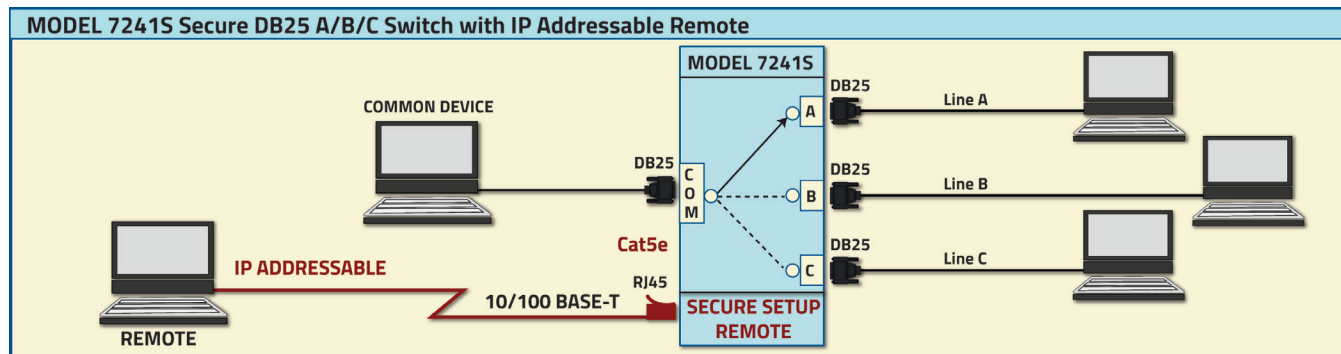 MODEL 7241S Secure DB25 A/B/C Switch with IP Addressable Remote
MODEL 7241S
COMMON DEVICE
DB25
C
O
M
A
DB25
Line A
B
DB25
Line B
C
DB25
Line C
Cat5e
RJ45
IP ADDRESSABLE
10/100 BASE-T
REMOTE
SECURE SETUP
REMOTE